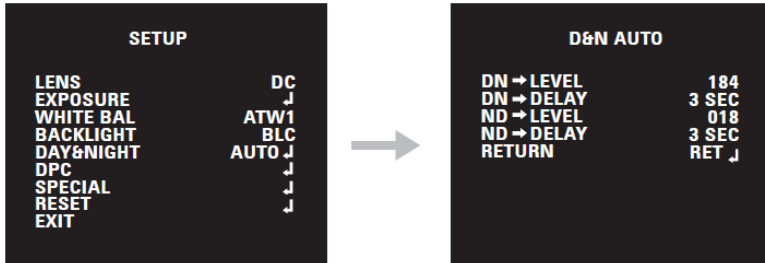 SETUP
LENS DC
EXPOSURE ↲
WHITE BAL ATW1
BACKLIGHT BLC
DAY&NIGHT AUTO ↲
DPC ↲
SPECIAL ↲
RESET ↲
EXIT
D&N AUTO
DN → LEVEL 184
DN → DELAY 3 SEC
ND → LEVEL 018
ND → DELAY 3 SEC
RETURN RET ↲